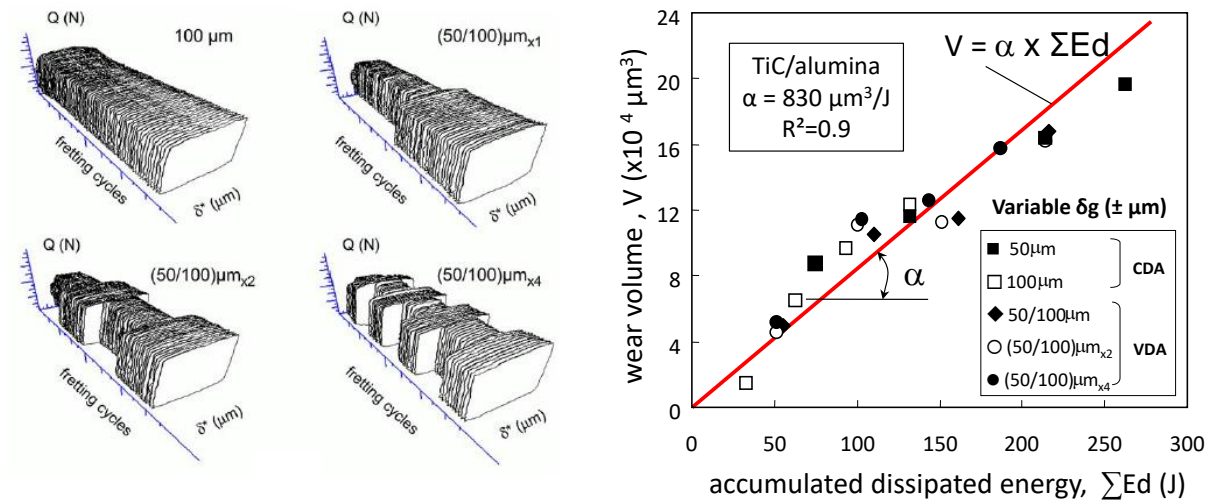 Q (N)
100 µm
fretting cycles
δ* (µm)
Q (N)
(50/100)µmx1
fretting cycles
δ* (µm)
Q (N)
(50/100)µmx2
fretting cycles
δ* (µm)
Q (N)
(50/100)µmx4
fretting cycles
δ* (µm)
wear volume , V (x10 ⁴ µm³)
24
20
16
12
8
4
0
V = α x ΣEd
TiC/alumina
α = 830 µm³/J
R²=0.9
α
Variable δg (± µm)
50µm
100µm
CDA
50/100µm
(50/100)µmx2
(50/100)µmx4
VDA
0 50 100 150 200 250 300
accumulated dissipated energy, ∑Ed (J)